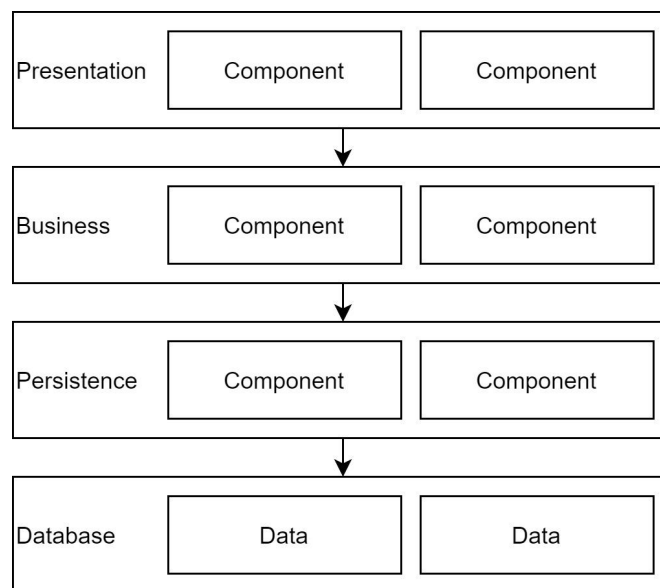 Presentation
Component
Component
Business
Component
Component
Persistence
Component
Component
Database
Data
Data